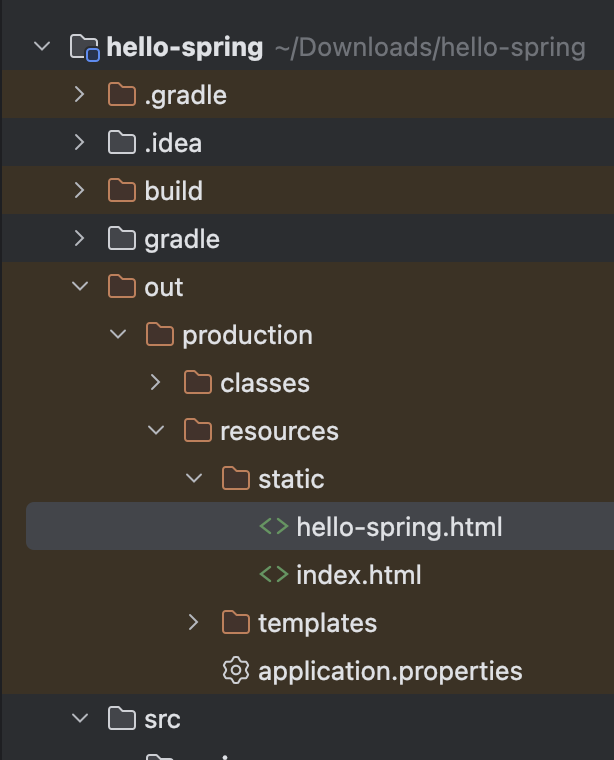 hello-spring ~/Downloads/hello-spring
.gradle
.idea
build
gradle
out
production
classes
resources
static
hello-spring.html
index.html
templates
application.properties
src